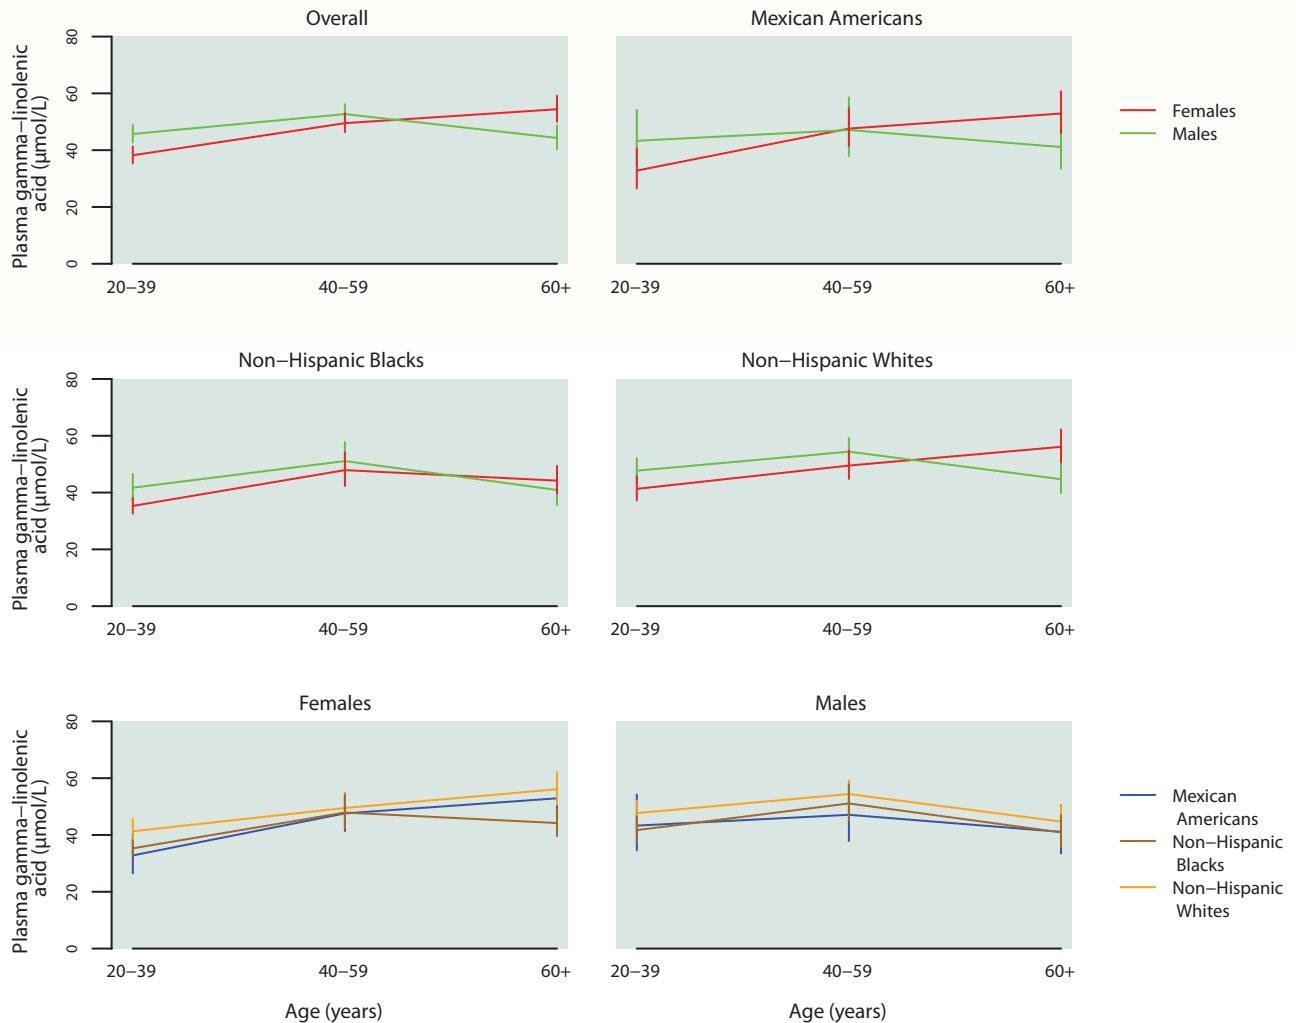 Overall
Mexican Americans
Plasma gamma−linolenic
acid (µmol/L)
80
60
40
20
0
20−39
40−59
60+
20−39
40−59
60+
Females
Males
Non−Hispanic Blacks
Non−Hispanic Whites
Plasma gamma−linolenic
acid (µmol/L)
80
60
40
20
0
20−39
40−59
60+
20−39
40−59
60+
Females
Males
Plasma gamma−linolenic
acid (µmol/L)
80
60
40
20
0
20−39
40−59
60+
20−39
40−59
60+
Age (years)
Age (years)
Mexican
Americans
Non−Hispanic
Blacks
Non−Hispanic
Whites